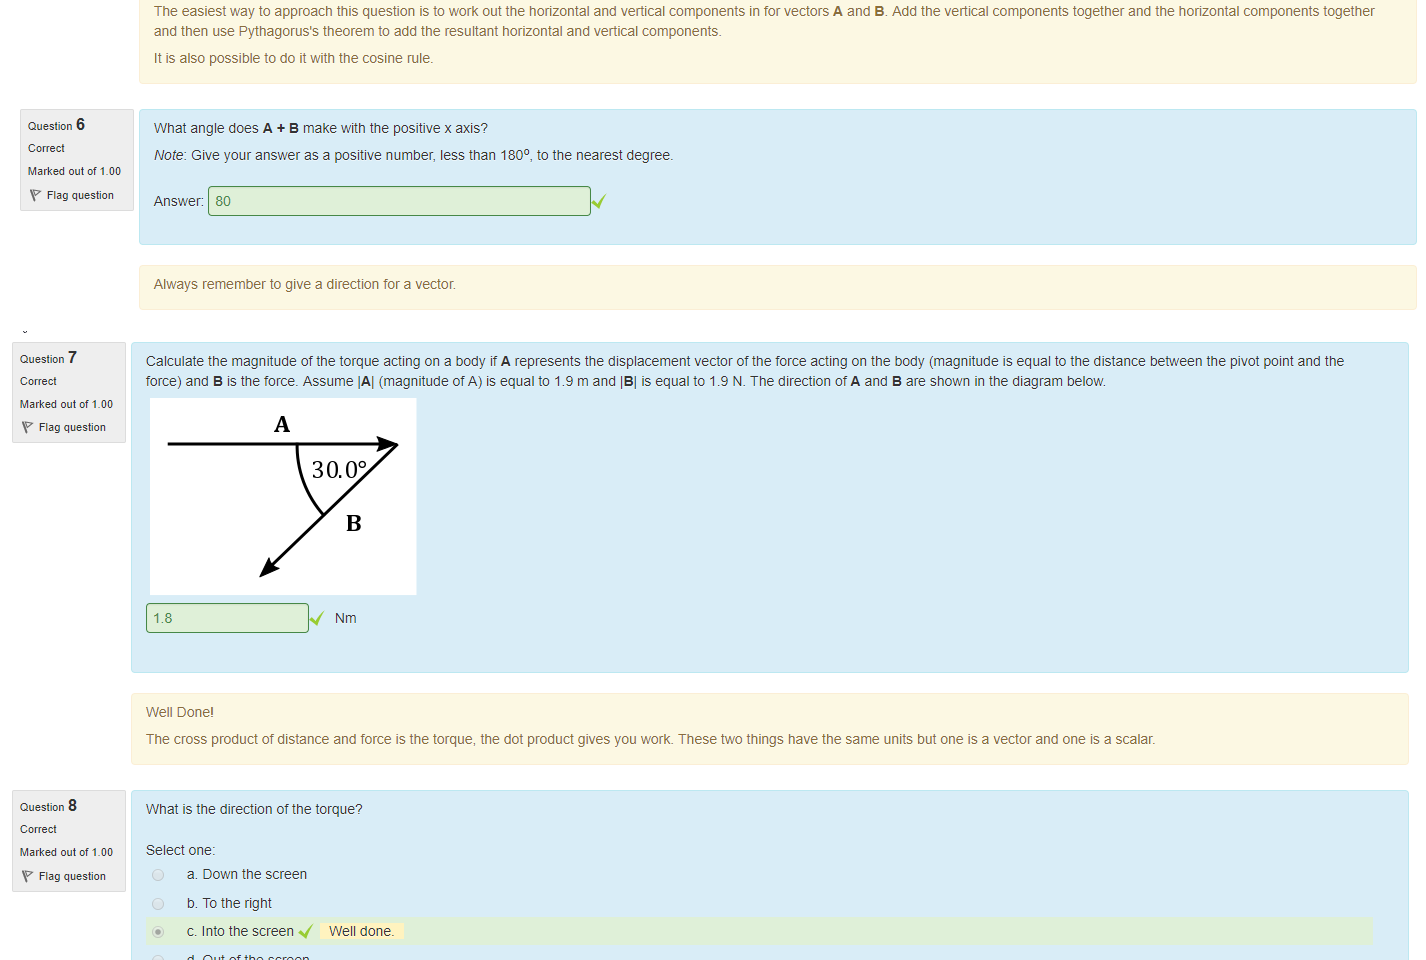 The easiest way to approach this question is to work out the horizontal and vertical components in for vectors A and B. Add the vertical components together and the horizontal components together
and then use Pythagorus's theorem to add the resultant horizontal and vertical components.
It is also possible to do it with the cosine rule.
Question 6
Correct
Marked out of 1.00
Flag question
What angle does A + B make with the positive x axis?
Note: Give your answer as a positive number, less than 180º, to the nearest degree.
Answer: 80
Always remember to give a direction for a vector.
Question 7
Correct
Marked out of 1.00
Flag question
Calculate the magnitude of the torque acting on a body if A represents the displacement vector of the force acting on the body (magnitude is equal to the distance between the pivot point and the
force) and B is the force. Assume |A| (magnitude of A) is equal to 1.9 m and |B| is equal to 1.9 N. The direction of A and B are shown in the diagram below.
A
30.0°
B
1.8 Nm
Well Done!
The cross product of distance and force is the torque, the dot product gives you work. These two things have the same units but one is a vector and one is a scalar.
Question 8
Correct
Marked out of 1.00
Flag question
What is the direction of the torque?
Select one:
a. Down the screen
b. To the right
c. Into the screen Well done.
d. Out of the screen